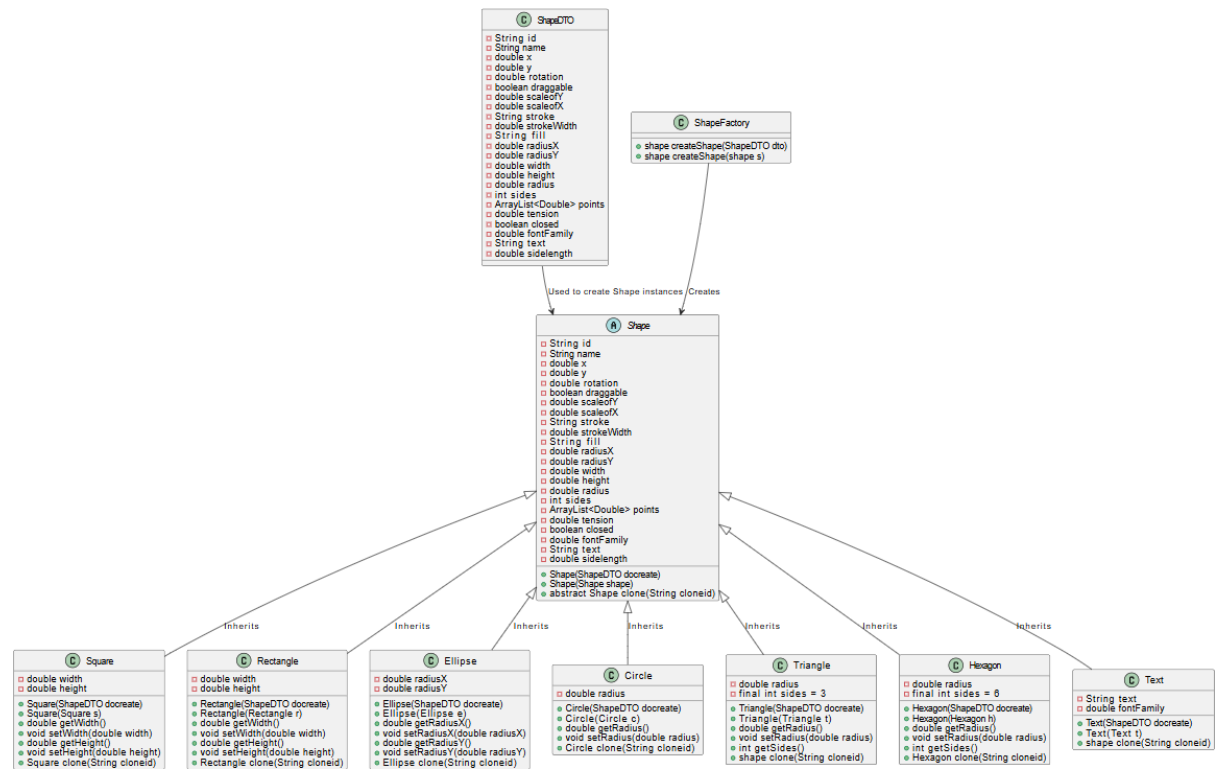 C ShapeDTO
String id
String name
double x
double y
double rotation
boolean draggable
double scaleofY
double scaleofX
String stroke
double strokeWidth
String fill
double radiusX
double radiusY
double width
double height
double radius
int sides
ArrayList<Double> points
double tension
boolean closed
double fontFamily
String text
double sidelength
C ShapeFactory
shape createShape(ShapeDTO dto)
shape createShape(shape s)
Used to create Shape instances
Creates
A Shape
String id
String name
double x
double y
double rotation
boolean draggable
double scaleofY
double scaleofX
String stroke
double strokeWidth
String fill
double radiusX
double radiusY
double width
double height
double radius
int sides
ArrayList<Double> points
double tension
boolean closed
double fontFamily
String text
double sidelength
Shape(ShapeDTO docreate)
Shape(Shape shape)
abstract Shape clone(String cloneid)
Inherits
Inherits
Inherits
Inherits
Inherits
Inherits
Inherits
C Square
double width
double height
Square(ShapeDTO docreate)
Square(Square s)
double getWidth()
void setWidth(double width)
double getHeight()
void setHeight(double height)
Square clone(String cloneid)
C Rectangle
double width
double height
Rectangle(ShapeDTO docreate)
Rectangle(Rectangle r)
double getWidth()
void setWidth(double width)
double getHeight()
void setHeight(double height)
Rectangle clone(String cloneid)
C Ellipse
double radiusX
double radiusY
Ellipse(ShapeDTO docreate)
Ellipse(Ellipse e)
double getRadiusX()
void setRadiusX(double radiusX)
double getRadiusY()
void setRadiusY(double radiusY)
Ellipse clone(String cloneid)
C Circle
double radius
Circle(ShapeDTO docreate)
Circle(Circle c)
double getRadius()
void setRadius(double radius)
Circle clone(String cloneid)
C Triangle
double radius
final int sides = 3
Triangle(ShapeDTO docreate)
Triangle(Triangle t)
double getRadius()
void setRadius(double radius)
int getSides()
shape clone(String cloneid)
C Hexagon
double radius
final int sides = 6
Hexagon(ShapeDTO docreate)
Hexagon(Hexagon h)
double getRadius()
void setRadius(double radius)
int getSides()
Hexagon clone(String cloneid)
C Text
String text
double fontFamily
Text(ShapeDTO docreate)
Text(Text t)
shape clone(String cloneid)